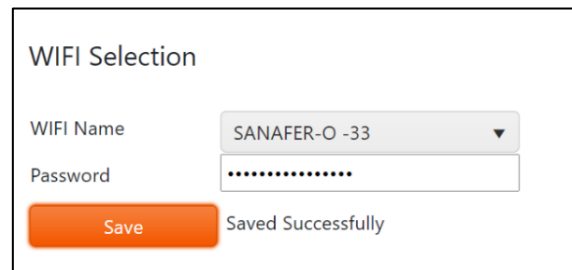 WIFI Selection
WIFI Name SANAFER-O -33
Password ••••••••••••••••
Save Saved Successfully